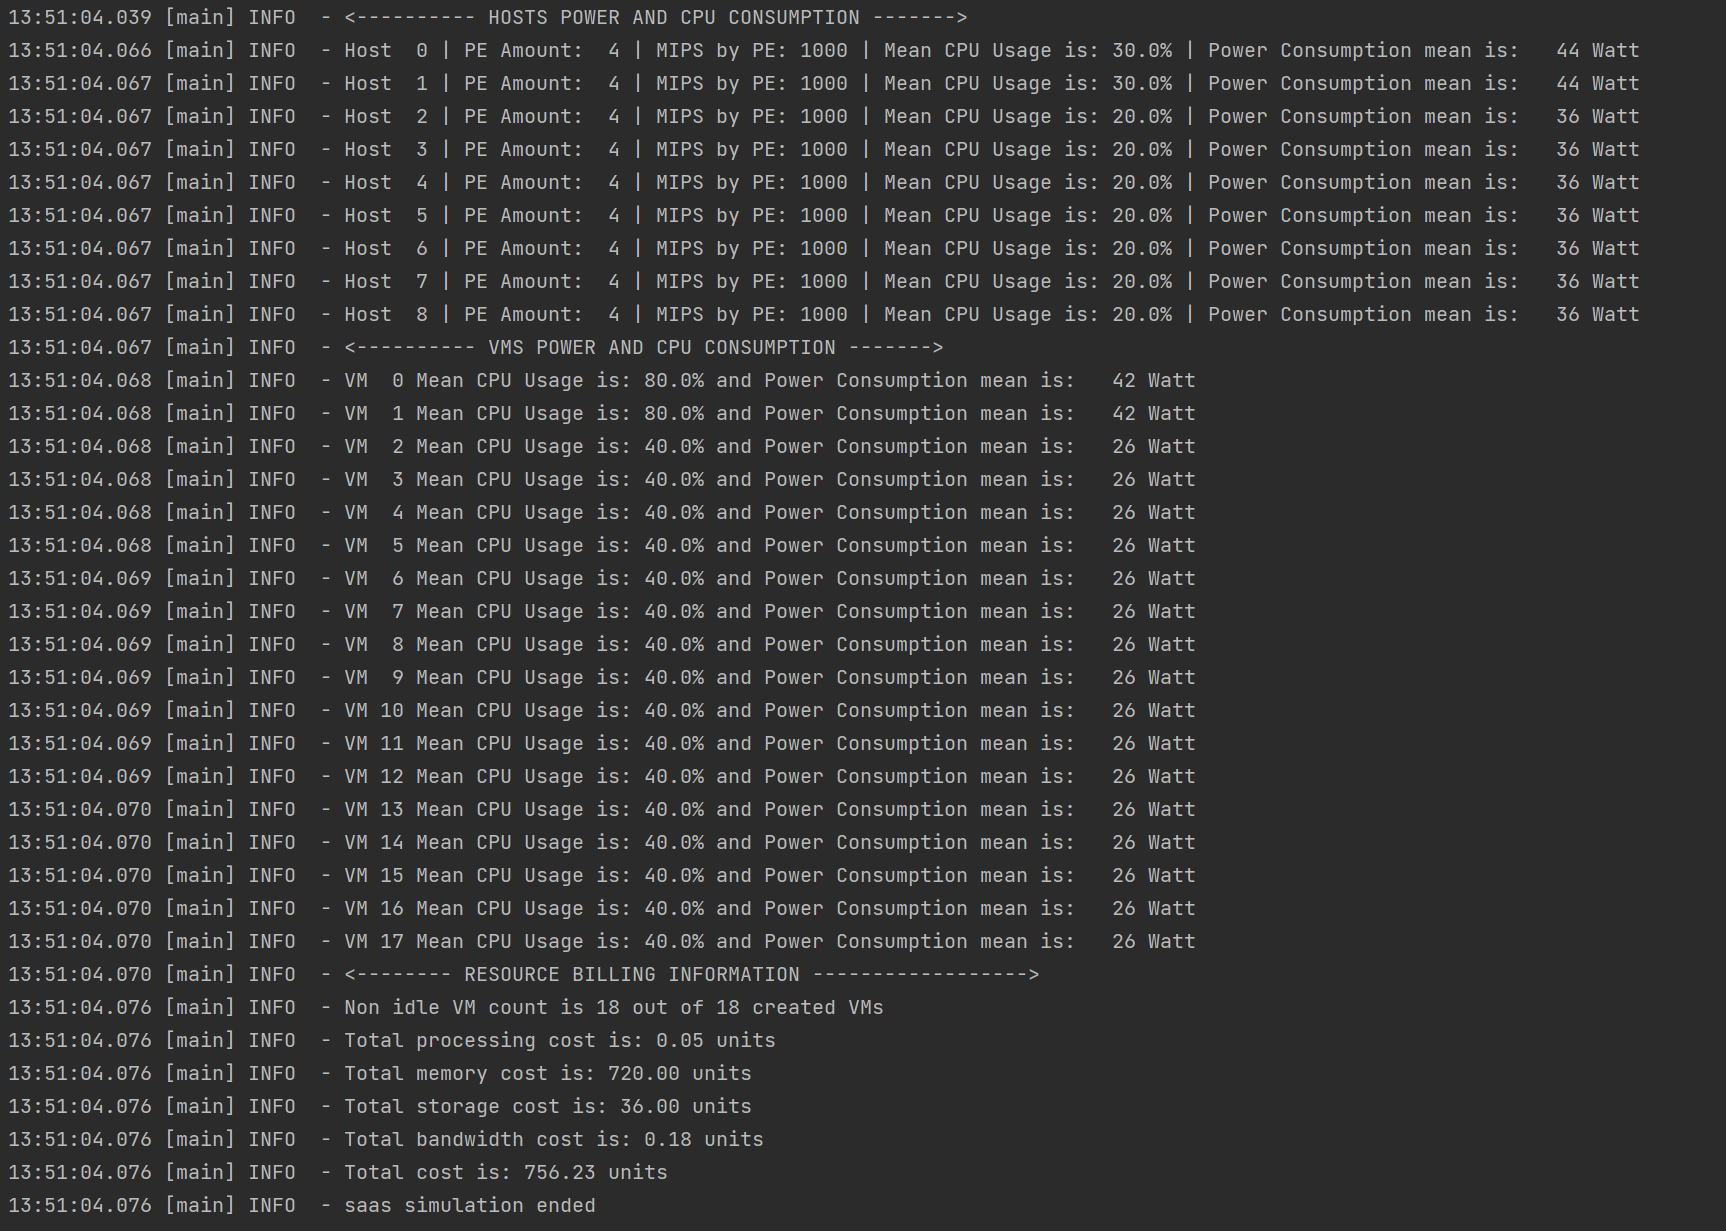 13:51:04.039 [main] INFO  - <---------- HOSTS POWER AND CPU CONSUMPTION ------->
13:51:04.066 [main] INFO  - Host  0 | PE Amount:  4 | MIPS by PE: 1000 | Mean CPU Usage is: 30.0% | Power Consumption mean is:   44 Watt
13:51:04.067 [main] INFO  - Host  1 | PE Amount:  4 | MIPS by PE: 1000 | Mean CPU Usage is: 30.0% | Power Consumption mean is:   44 Watt
13:51:04.067 [main] INFO  - Host  2 | PE Amount:  4 | MIPS by PE: 1000 | Mean CPU Usage is: 20.0% | Power Consumption mean is:   36 Watt
13:51:04.067 [main] INFO  - Host  3 | PE Amount:  4 | MIPS by PE: 1000 | Mean CPU Usage is: 20.0% | Power Consumption mean is:   36 Watt
13:51:04.067 [main] INFO  - Host  4 | PE Amount:  4 | MIPS by PE: 1000 | Mean CPU Usage is: 20.0% | Power Consumption mean is:   36 Watt
13:51:04.067 [main] INFO  - Host  5 | PE Amount:  4 | MIPS by PE: 1000 | Mean CPU Usage is: 20.0% | Power Consumption mean is:   36 Watt
13:51:04.067 [main] INFO  - Host  6 | PE Amount:  4 | MIPS by PE: 1000 | Mean CPU Usage is: 20.0% | Power Consumption mean is:   36 Watt
13:51:04.067 [main] INFO  - Host  7 | PE Amount:  4 | MIPS by PE: 1000 | Mean CPU Usage is: 20.0% | Power Consumption mean is:   36 Watt
13:51:04.067 [main] INFO  - Host  8 | PE Amount:  4 | MIPS by PE: 1000 | Mean CPU Usage is: 20.0% | Power Consumption mean is:   36 Watt
13:51:04.067 [main] INFO  - <---------- VMS POWER AND CPU CONSUMPTION ------->
13:51:04.068 [main] INFO  - VM  0 Mean CPU Usage is: 80.0% and Power Consumption mean is:   42 Watt
13:51:04.068 [main] INFO  - VM  1 Mean CPU Usage is: 80.0% and Power Consumption mean is:   42 Watt
13:51:04.068 [main] INFO  - VM  2 Mean CPU Usage is: 40.0% and Power Consumption mean is:   26 Watt
13:51:04.068 [main] INFO  - VM  3 Mean CPU Usage is: 40.0% and Power Consumption mean is:   26 Watt
13:51:04.068 [main] INFO  - VM  4 Mean CPU Usage is: 40.0% and Power Consumption mean is:   26 Watt
13:51:04.068 [main] INFO  - VM  5 Mean CPU Usage is: 40.0% and Power Consumption mean is:   26 Watt
13:51:04.069 [main] INFO  - VM  6 Mean CPU Usage is: 40.0% and Power Consumption mean is:   26 Watt
13:51:04.069 [main] INFO  - VM  7 Mean CPU Usage is: 40.0% and Power Consumption mean is:   26 Watt
13:51:04.069 [main] INFO  - VM  8 Mean CPU Usage is: 40.0% and Power Consumption mean is:   26 Watt
13:51:04.069 [main] INFO  - VM  9 Mean CPU Usage is: 40.0% and Power Consumption mean is:   26 Watt
13:51:04.069 [main] INFO  - VM 10 Mean CPU Usage is: 40.0% and Power Consumption mean is:   26 Watt
13:51:04.069 [main] INFO  - VM 11 Mean CPU Usage is: 40.0% and Power Consumption mean is:   26 Watt
13:51:04.069 [main] INFO  - VM 12 Mean CPU Usage is: 40.0% and Power Consumption mean is:   26 Watt
13:51:04.070 [main] INFO  - VM 13 Mean CPU Usage is: 40.0% and Power Consumption mean is:   26 Watt
13:51:04.070 [main] INFO  - VM 14 Mean CPU Usage is: 40.0% and Power Consumption mean is:   26 Watt
13:51:04.070 [main] INFO  - VM 15 Mean CPU Usage is: 40.0% and Power Consumption mean is:   26 Watt
13:51:04.070 [main] INFO  - VM 16 Mean CPU Usage is: 40.0% and Power Consumption mean is:   26 Watt
13:51:04.070 [main] INFO  - VM 17 Mean CPU Usage is: 40.0% and Power Consumption mean is:   26 Watt
13:51:04.070 [main] INFO  - <-------- RESOURCE BILLING INFORMATION ------------------>
13:51:04.076 [main] INFO  - Non idle VM count is 18 out of 18 created VMs
13:51:04.076 [main] INFO  - Total processing cost is: 0.05 units
13:51:04.076 [main] INFO  - Total memory cost is: 720.00 units
13:51:04.076 [main] INFO  - Total storage cost is: 36.00 units
13:51:04.076 [main] INFO  - Total bandwidth cost is: 0.18 units
13:51:04.076 [main] INFO  - Total cost is: 756.23 units
13:51:04.076 [main] INFO  - saas simulation ended